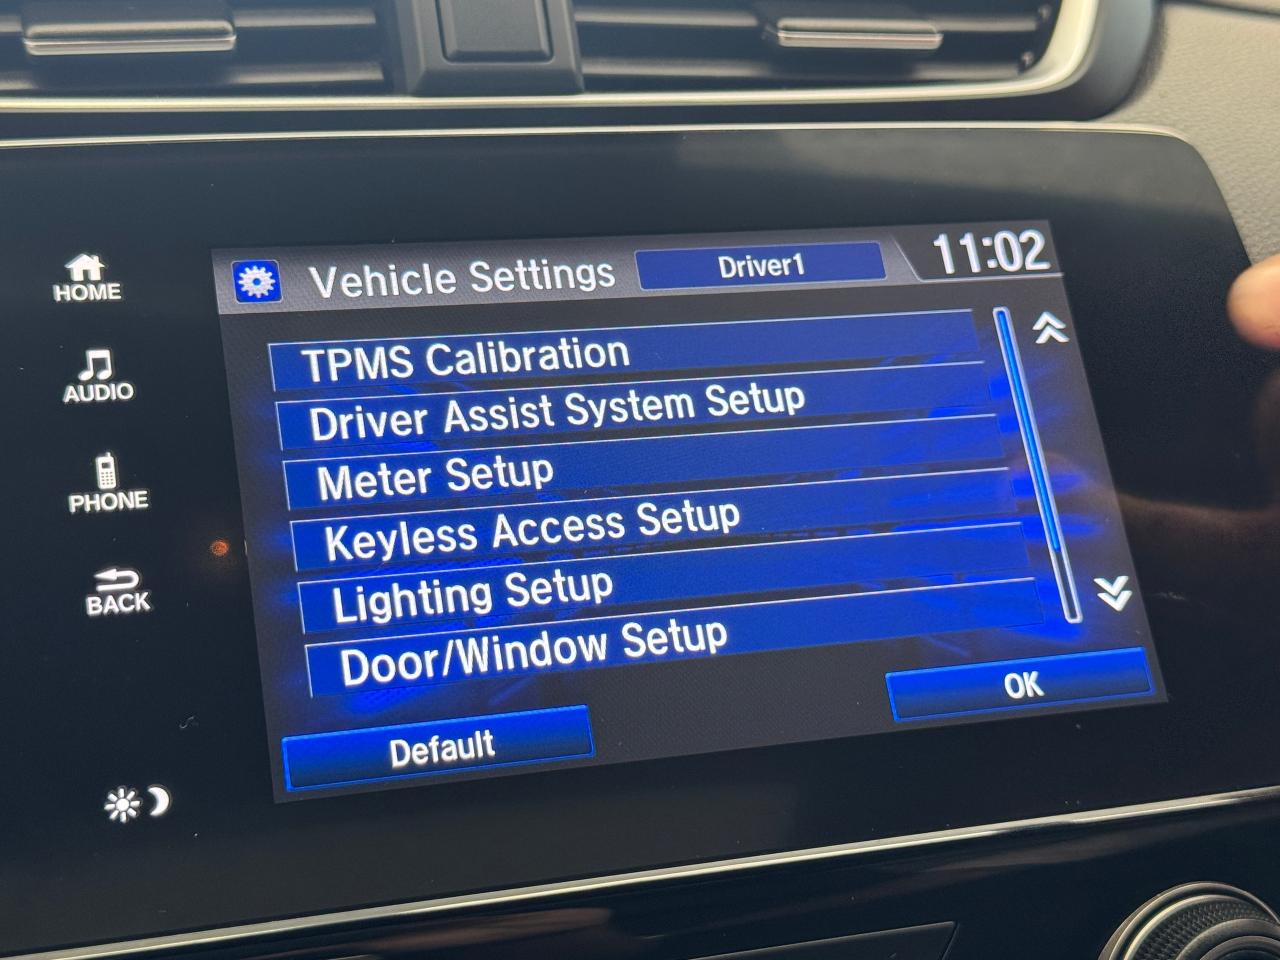 Vehicle Settings
Driver1
11:02
HOME
AUDIO
PHONE
BACK
TPMS Calibration
Driver Assist System Setup
Meter Setup
Keyless Access Setup
Lighting Setup
Door/Window Setup
Default
OK